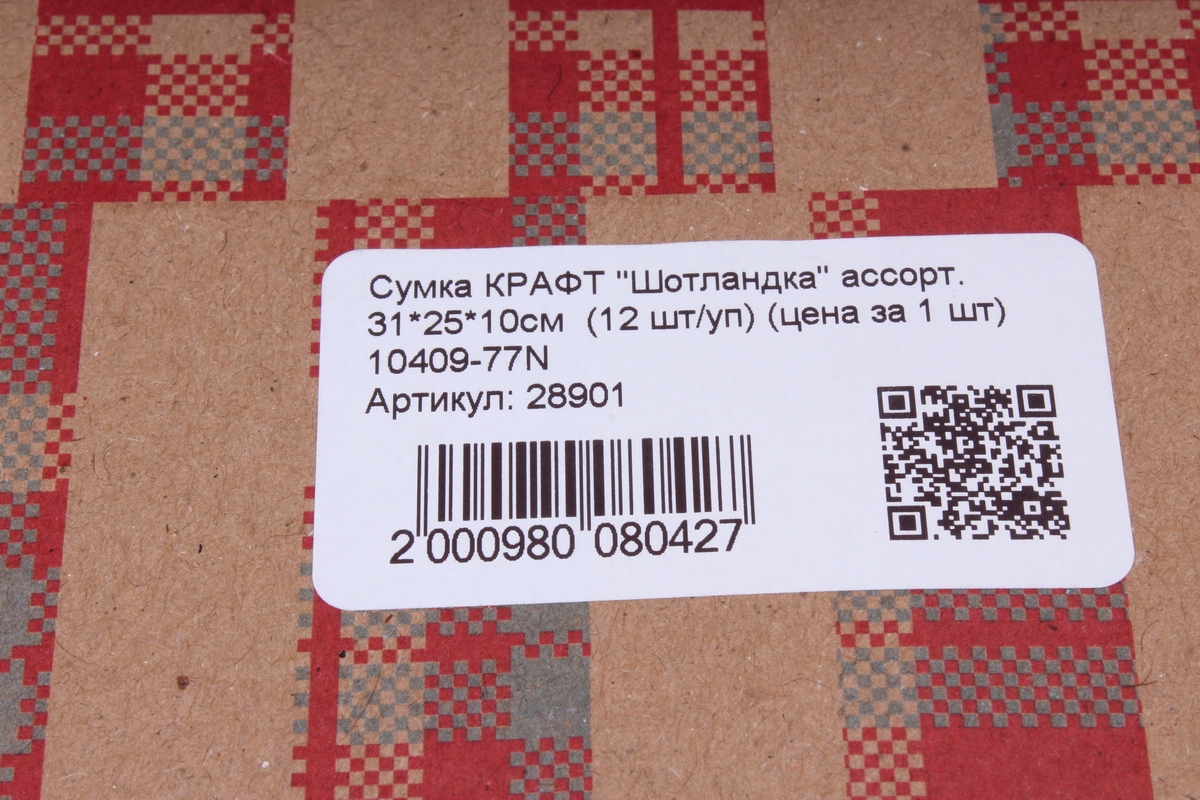 Сумка КРАФТ "Шотландка" ассорт.
31*25*10см (12 шт/уп) (цена за 1 шт)
10409-77N
Артикул: 28901
2 000980 080427